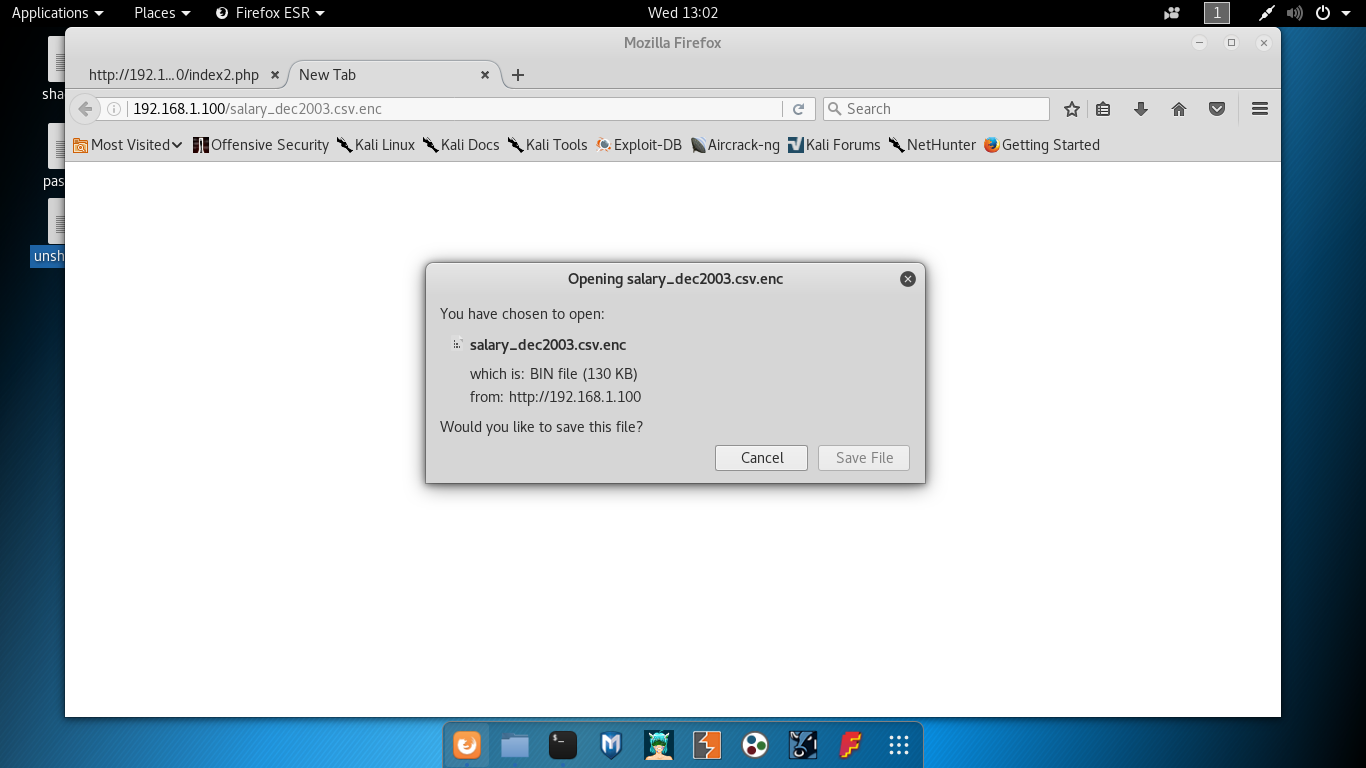 Applications Places Firefox ESR Wed 13:02 1
Mozilla Firefox
http://192.1...0/index2.php New Tab
192.168.1.100/salary_dec2003.csv.enc Search
Most Visited Offensive Security Kali Linux Kali Docs Kali Tools Exploit-DB Aircrack-ng Kali Forums NetHunter Getting Started
sha
pas
unsh
Opening salary_dec2003.csv.enc
You have chosen to open:
salary_dec2003.csv.enc
which is: BIN file (130 KB)
from: http://192.168.1.100
Would you like to save this file?
Cancel Save File